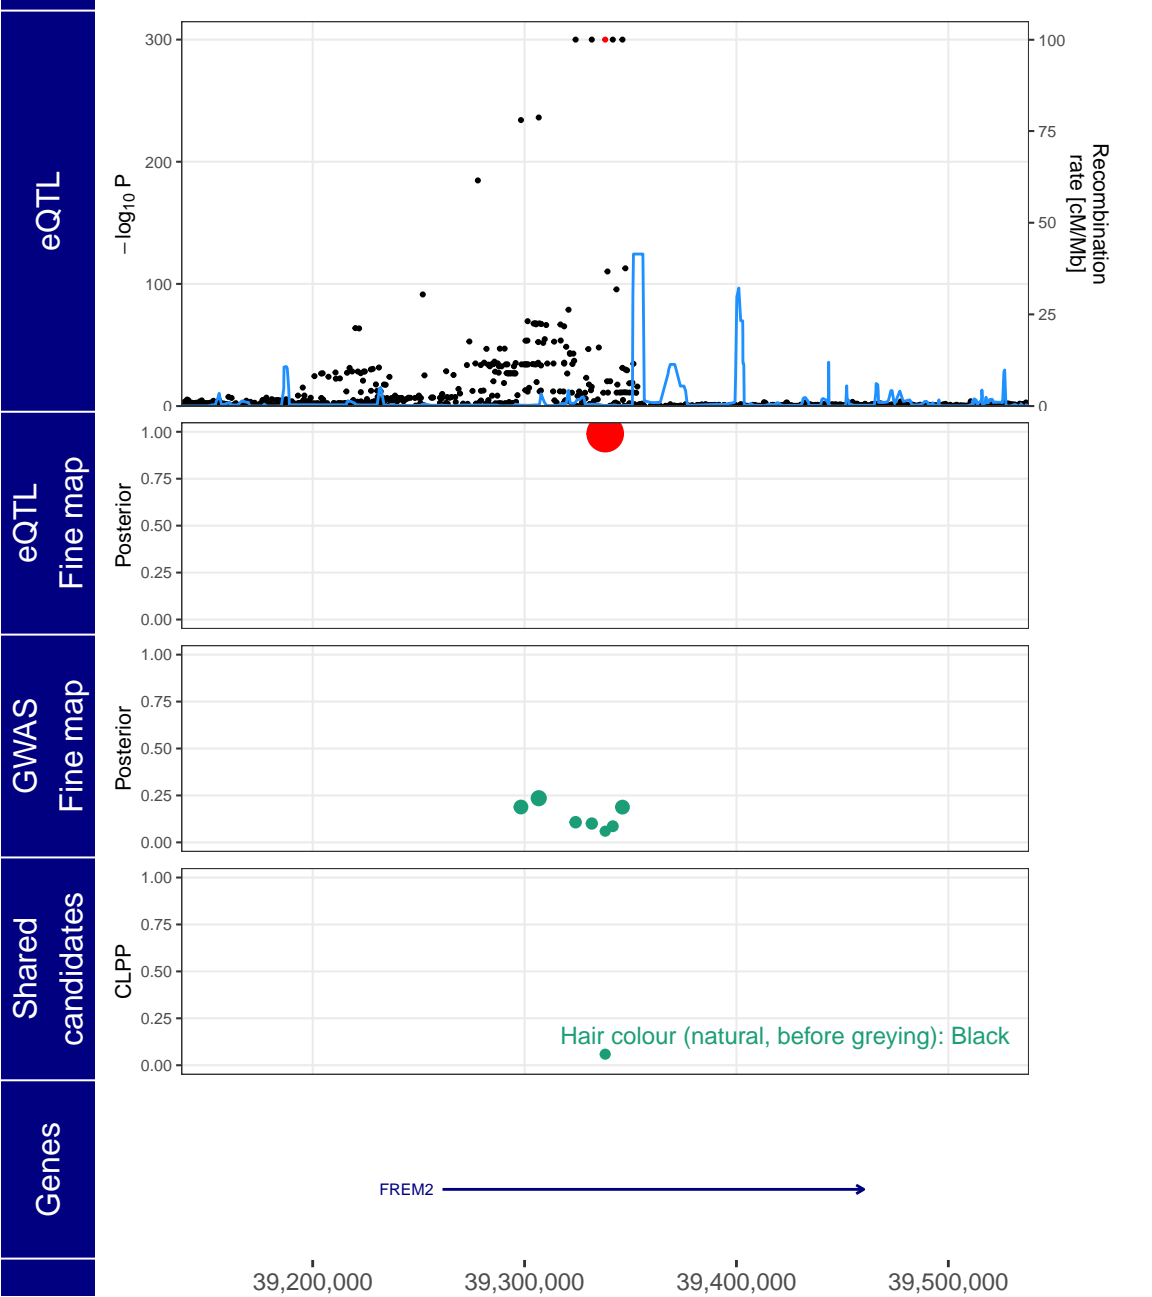 eQTL
300
200
100
0
– log10 P
100
75
50
25
0
Recombination
rate [cM/Mb]
eQTL
Fine map
Posterior
1.00
0.75
0.50
0.25
0.00
GWAS
Fine map
Posterior
1.00
0.75
0.50
0.25
0.00
Shared
candidates
CLPP
1.00
0.75
0.50
0.25
0.00
Hair colour (natural, before greying): Black
Genes
FREM2
39,200,000
39,300,000
39,400,000
39,500,000